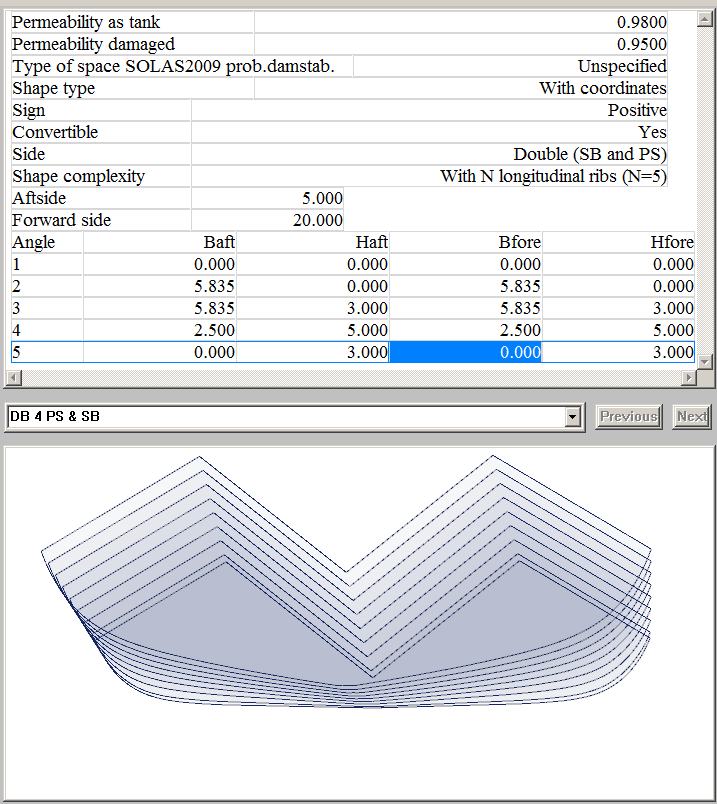 Permeability as tank 0.9800
Permeability damaged 0.9500
Type of space SOLAS2009 prob.damstab. Unspecified
Shape type With coordinates
Sign Positive
Convertible Yes
Side Double (SB and PS)
Shape complexity With N longitudinal ribs (N=5)
Aftside 5.000
Forward side 20.000
Angle Baft Haft Bfore Hfore
1 0.000 0.000 0.000 0.000
2 5.835 0.000 5.835 0.000
3 5.835 3.000 5.835 3.000
4 2.500 5.000 2.500 5.000
5 0.000 3.000 0.000 3.000
DB 4 PS & SB Previous Next